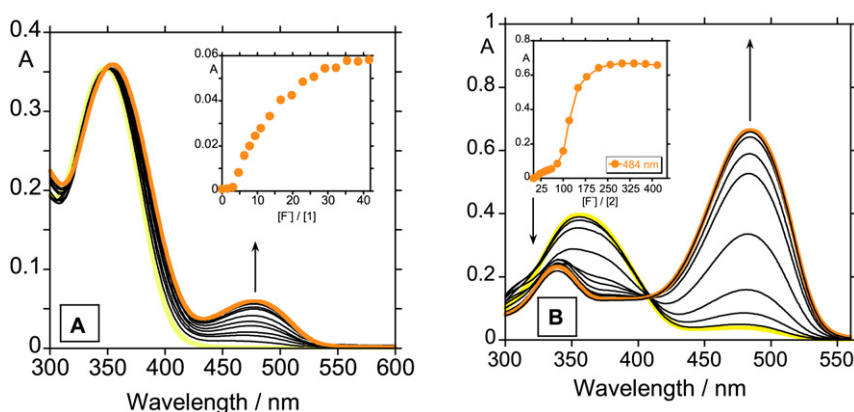 0.4
A
0.3
0.2
0.1
0
300 350 400 450 500 550 600
Wavelength / nm
A
0.06
A
0.04
0.02
0
0 10 20 30 40
[F-] / [1]
1
A
0.8
0.6
0.4
0.2
0
300 350 400 450 500 550
Wavelength / nm
B
0.8
A
0.6
0.4
0.2
0.0
25 100 175 250 325 400
[F-] / [2]
484 nm